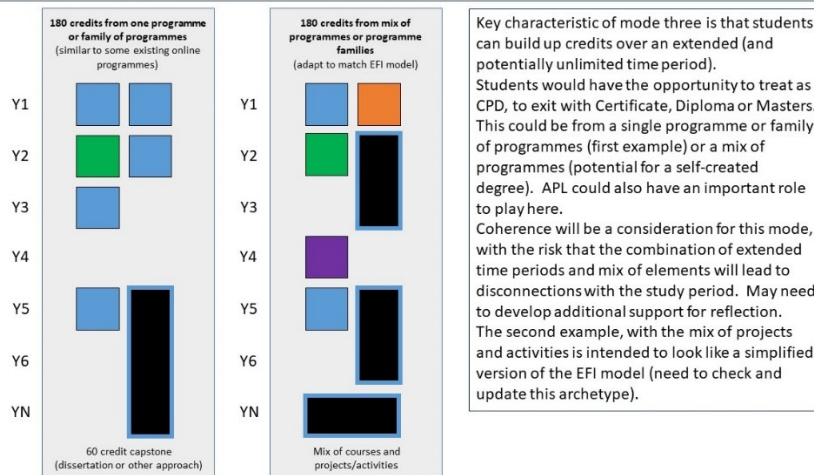 180 credits from one programme
or family of programmes
(similar to some existing online
programmes)
Y1
Y2
Y3
Y4
Y5
Y6
YN
60 credit capstone
(dissertation or other approach)
180 credits from mix of
programmes or programme
families
(adapt to match EFI model)
Y1
Y2
Y3
Y4
Y5
Y6
YN
Mix of courses and
projects/activities
Key characteristic of mode three is that students
can build up credits over an extended (and
potentially unlimited time period).
Students would have the opportunity to treat as
CPD, to exit with Certificate, Diploma or Masters.
This could be from a single programme or family
of programmes (first example) or a mix of
programmes (potential for a self-created
degree). APL could also have an important role
to play here.
Coherence will be a consideration for this mode,
with the risk that the combination of extended
time periods and mix of elements will lead to
disconnections with the study period. May need
to develop additional support for reflection.
The second example, with the mix of projects
and activities is intended to look like a simplified
version of the EFI model (need to check and
update this archetype).